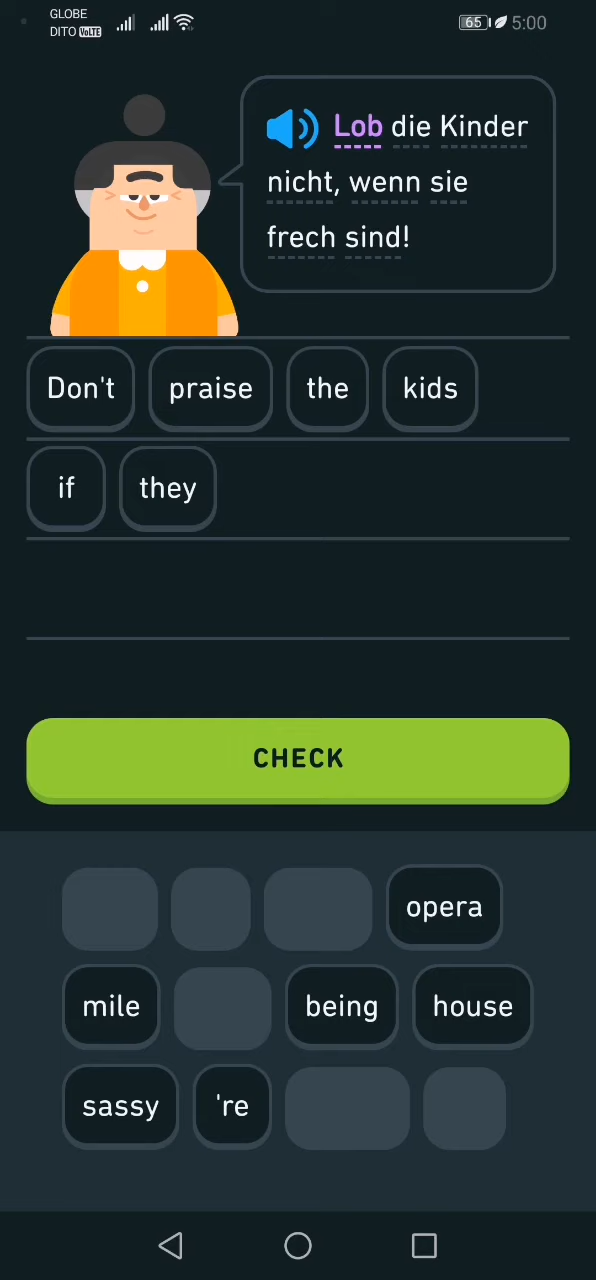 GLOBE
DITO VoLTE
65 5:00
Lob die Kinder
nicht, wenn sie
frech sind!
Don't praise the kids
if they
CHECK
opera
mile being house
sassy 're